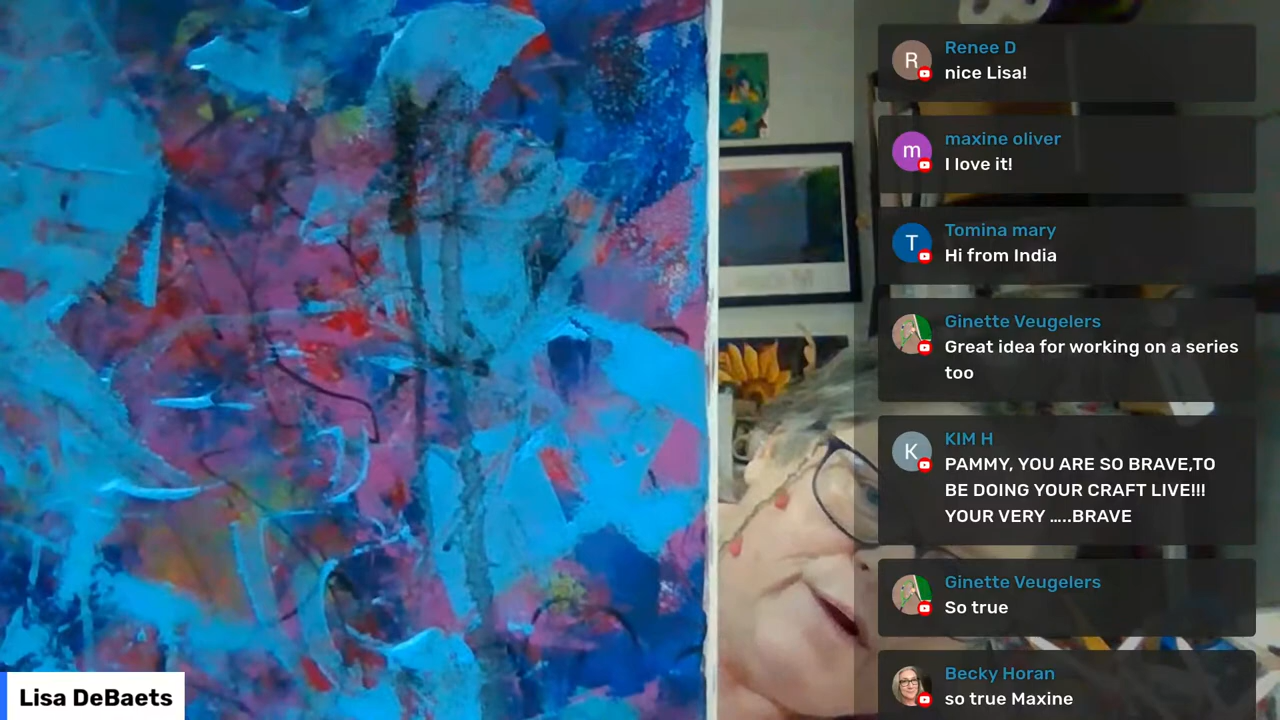 Renee D
nice Lisa!
maxine oliver
I love it!
Tomina mary
Hi from India
Ginette Veugelers
Great idea for working on a series
too
KIM H
PAMMY, YOU ARE SO BRAVE,TO
BE DOING YOUR CRAFT LIVE!!!
YOUR VERY …..BRAVE
Ginette Veugelers
So true
Becky Horan
so true Maxine
Lisa DeBaets